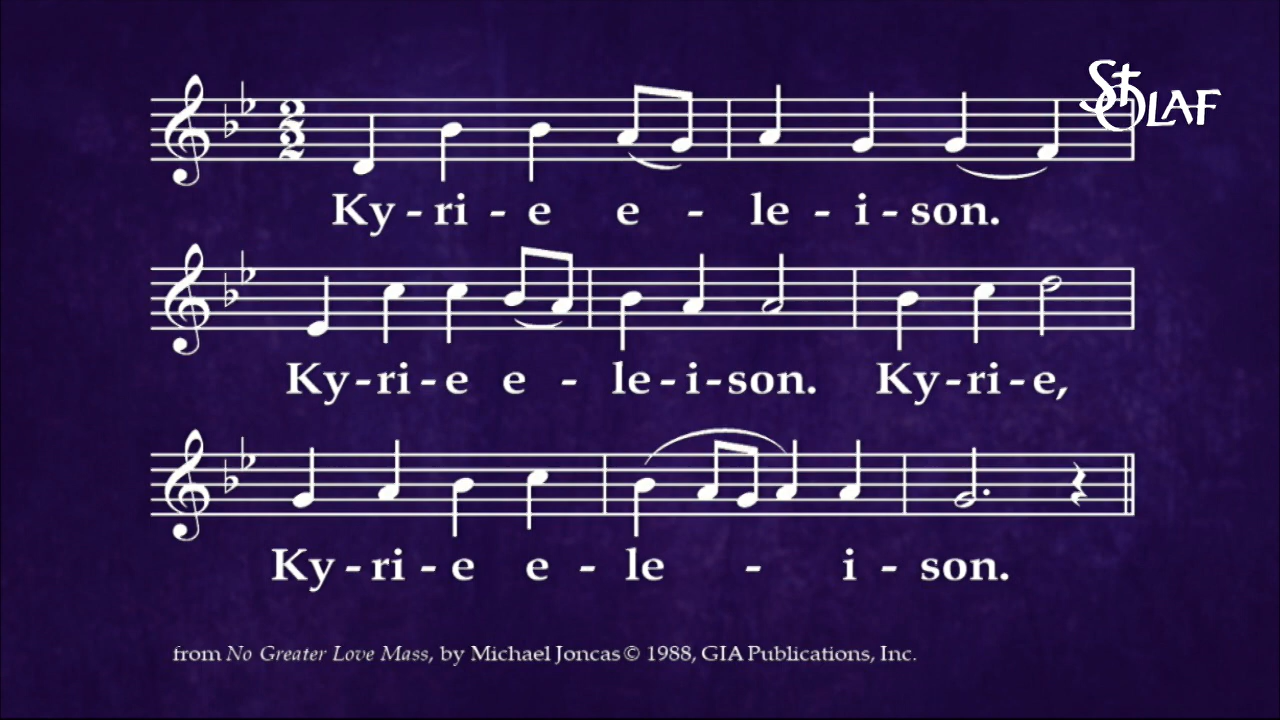 St OLAF
Ky - ri - e e - le - i - son.
Ky - ri - e e - le - i - son. Ky - ri - e,
Ky - ri - e e - le - i - son.
from No Greater Love Mass, by Michael Joncas © 1988, GIA Publications, Inc.